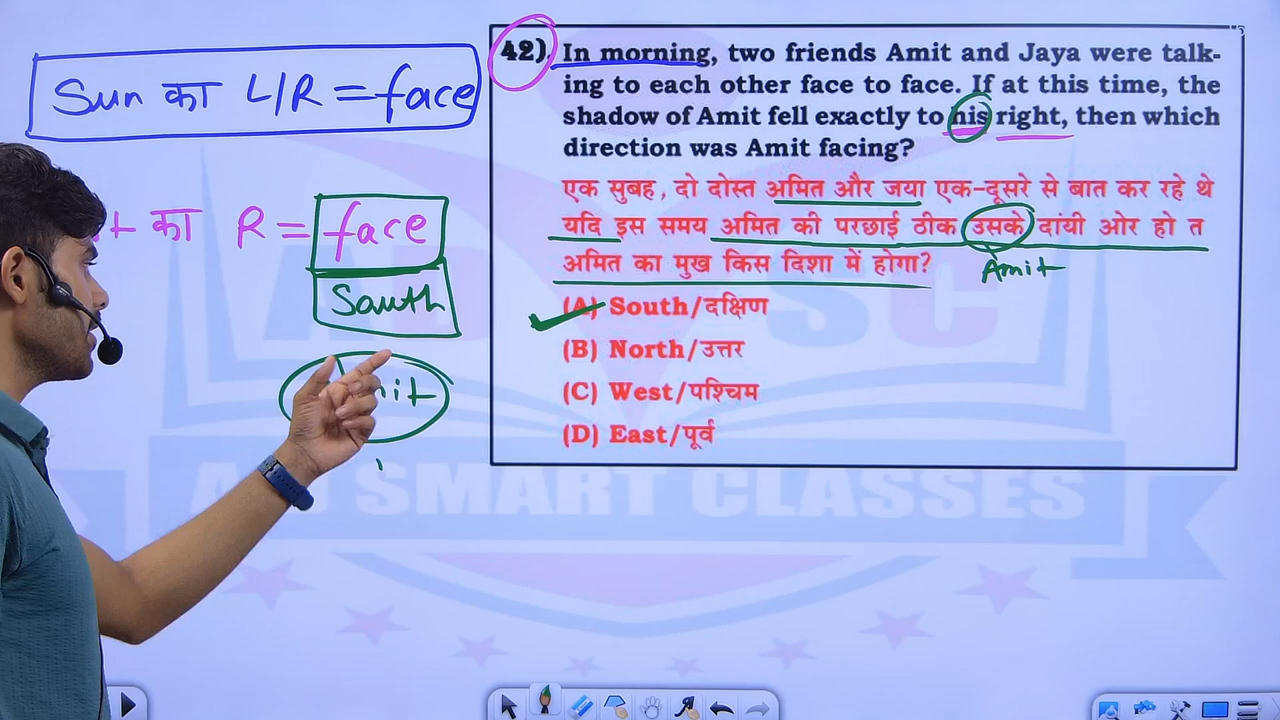 Sun का L/R = face
का R = face
South
42). In morning, two friends Amit and Jaya were talk-
ing to each other face to face. If at this time, the
shadow of Amit fell exactly to his right, then which
direction was Amit facing?
एक सुबह, दो दोस्त अमित और जया एक-दूसरे से बात कर रहे थे
यदि इस समय अमित की परछाई ठीक उसके दांयी ओर हो त
अमित का मुख किस दिशा में होगा?
Amit
(A) South/दक्षिण
(B) North/उत्तर
(C) West/पश्चिम
(D) East/पूर्व
SMART CLASSES